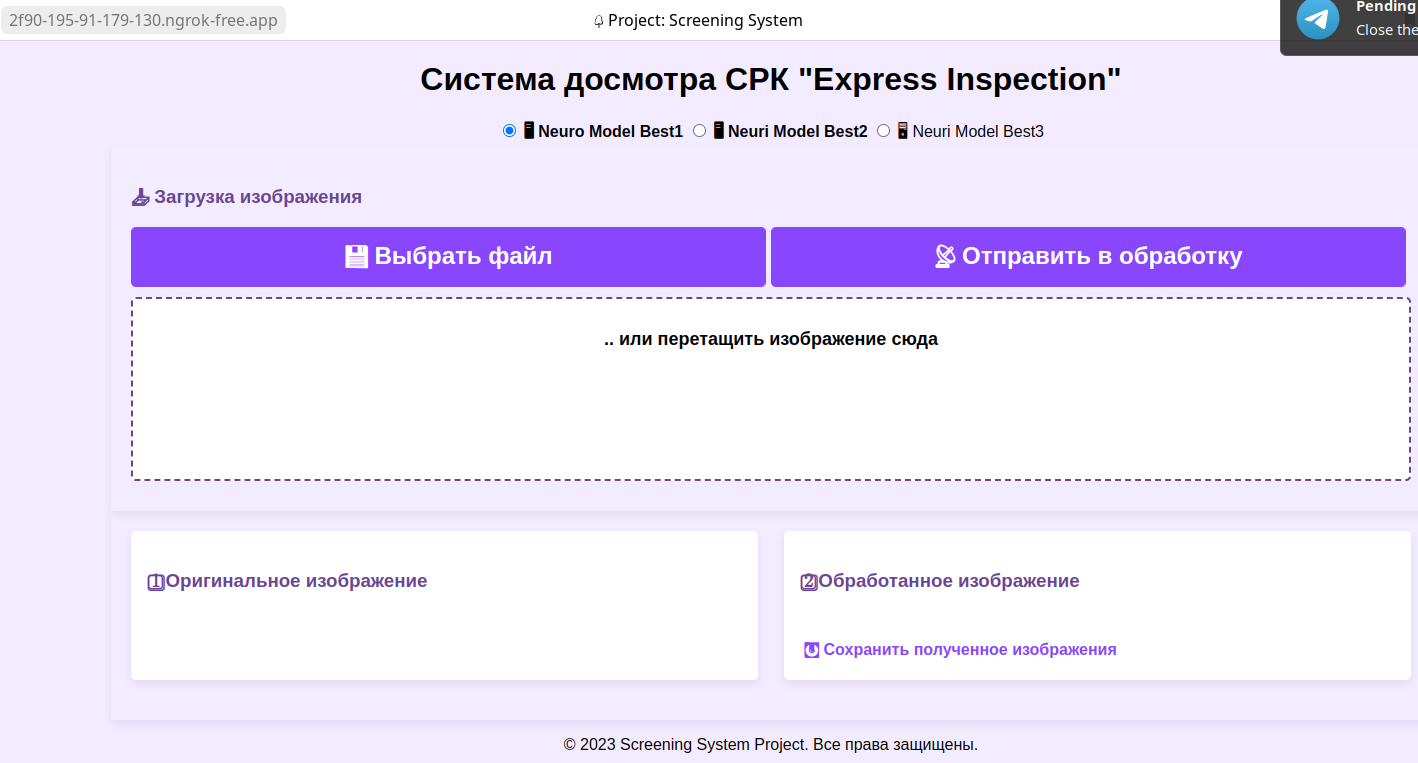 2f90-195-91-179-130.ngrok-free.app
Project: Screening System
Pending
Close the
Система досмотра СРК "Express Inspection"
Neuro Model Best1 Neuri Model Best2 Neuri Model Best3
Загрузка изображения
Выбрать файл
Отправить в обработку
.. или перетащить изображение сюда
1 Оригинальное изображение
2 Обработанное изображение
Сохранить полученное изображения
© 2023 Screening System Project. Все права защищены.